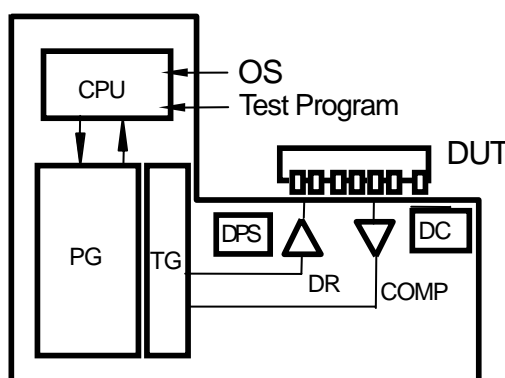 CPU
OS
Test Program
DUT
DPS
DC
PG
TG
DR
COMP